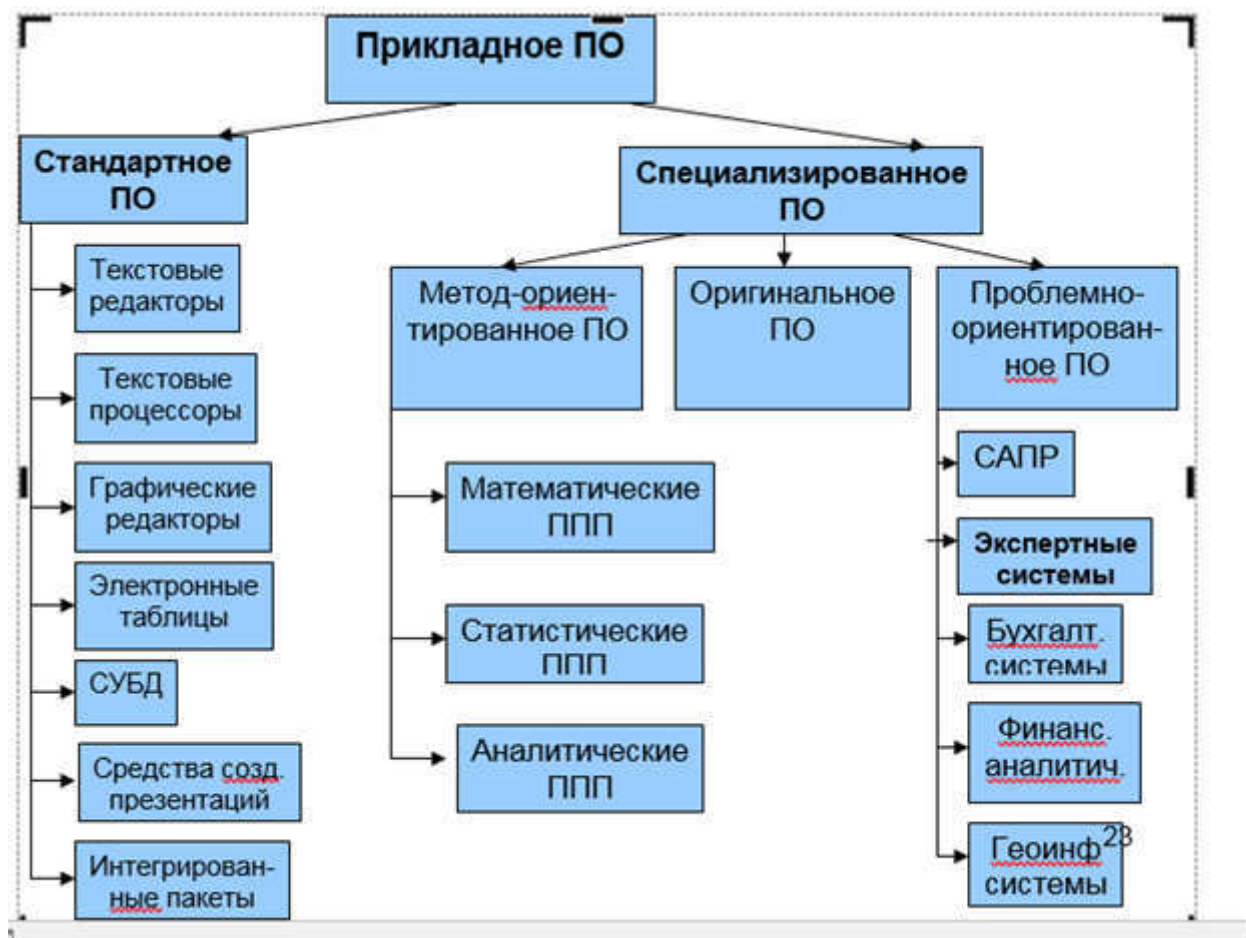 Прикладное ПО
Стандартное
ПО
Текстовые
редакторы
Текстовые
процессоры
Графические
редакторы
Электронные
таблицы
СУБД
Средства созд.
презентаций
Интегрирован-
ные пакеты
Специализированное
ПО
Метод-ориен-
тированное ПО
Математические
ППП
Статистические
ППП
Аналитические
ППП
Оригинальное
ПО
Проблемно-
ориентирован-
ное ПО
САПР
Экспертные
системы
Бухгалт.
системы
Финанс.
аналитич.
Геоинф
системы
23